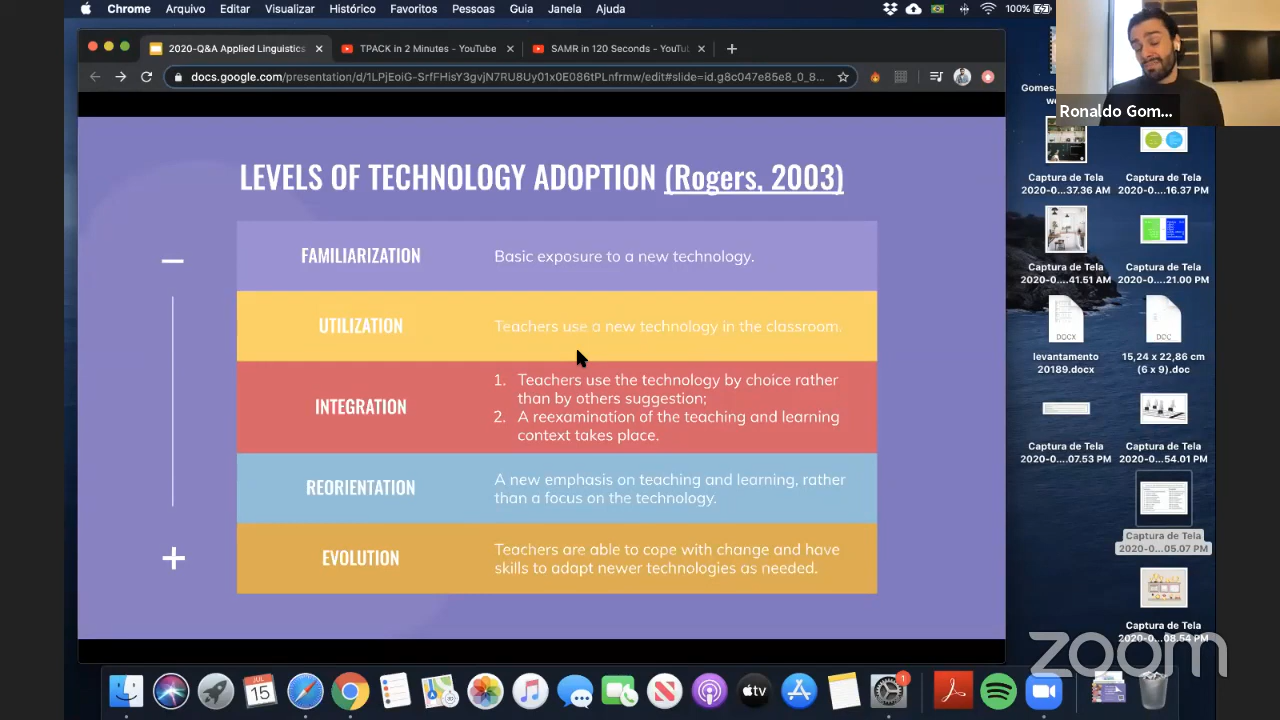 Chrome Arquivo Editar Visualizar Histórico Favoritos Pessoas Guia Janela Ajuda
100%
2020-Q&A Applied Linguistics
TPACK in 2 Minutes - YouTube
SAMR in 120 Seconds - YouTub
docs.google.com/presentation/d/
Ronaldo Gom...
LEVELS OF TECHNOLOGY ADOPTION (Rogers, 2003)
FAMILIARIZATION
Basic exposure to a new technology.
UTILIZATION
Teachers use a new technology in the classroom.
INTEGRATION
1. Teachers use the technology by choice rather
than by others suggestion;
2. A reexamination of the teaching and learning
context takes place.
REORIENTATION
A new emphasis on teaching and learning, rather
than a focus on the technology.
EVOLUTION
Teachers are able to cope with change and have
skills to adapt newer technologies as needed.
Captura de Tela
2020-0....37.36 AM
Captura de Tela
2020-0....16.37 PM
Captura de Tela
2020-0....41.51 AM
Captura de Tela
2020-0....21.00 PM
DOCX
levantamento
20189.docx
DOC
15,24 x 22,86 cm
(6 x 9).doc
Captura de Tela
2020-0...07.53 PM
Captura de Tela
2020-0...54.01 PM
Captura de Tela
2020-0...05.07 PM
Captura de Tela
2020-0...08.54 PM
zoom
JUL
15
tv
1